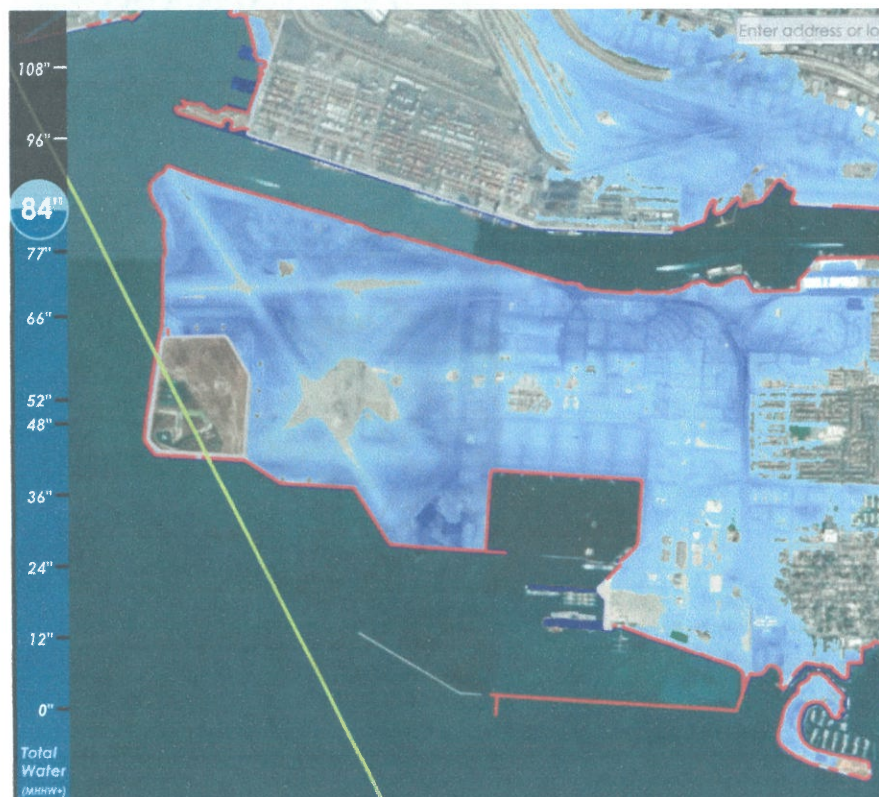 Enter address or lo
108"
96"
84"
77"
66"
52"
48"
36"
24"
12"
0"
Total
Water
(MHHW+)